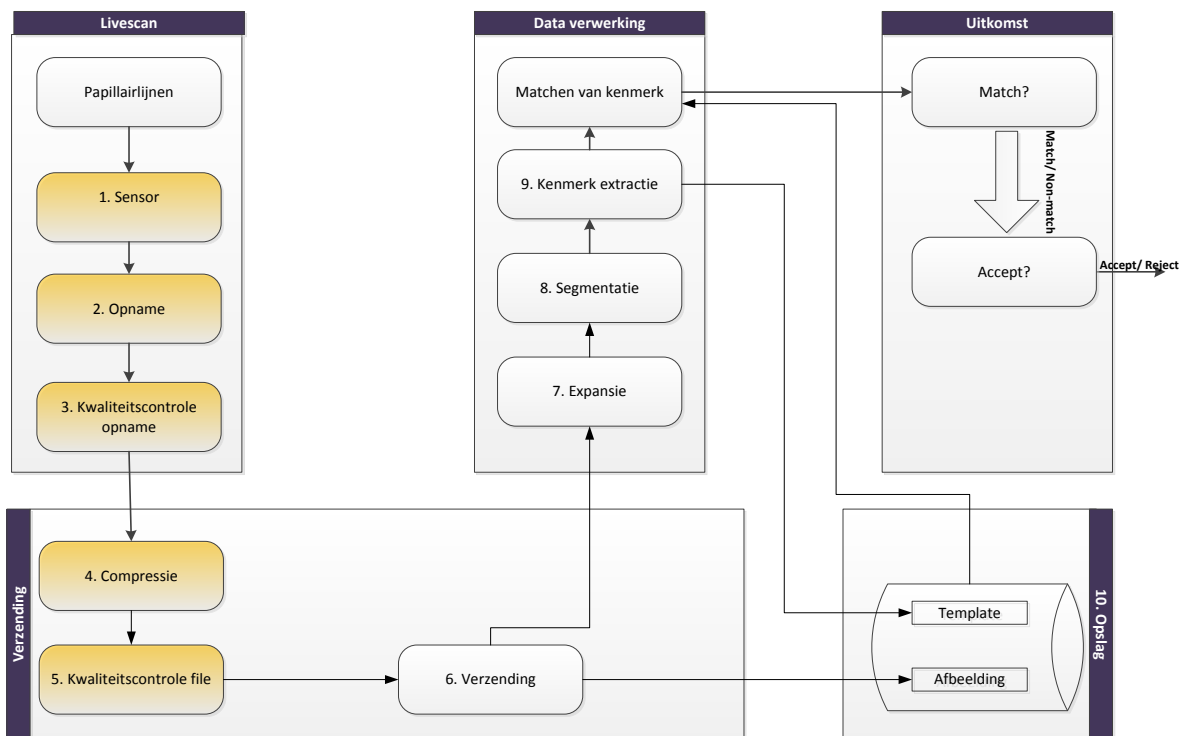 Livescan
Papillairlijnen
1. Sensor
2. Opname
3. Kwaliteitscontrole
opname
Data verwerking
Matchen van kenmerk
9. Kenmerk extractie
8. Segmentatie
7. Expansie
Uitkomst
Match?
Match/ Non-match
Accept?
Accept/ Reject
Verzending
4. Compressie
5. Kwaliteitscontrole file
6. Verzending
10. Opslag
Template
Afbeelding